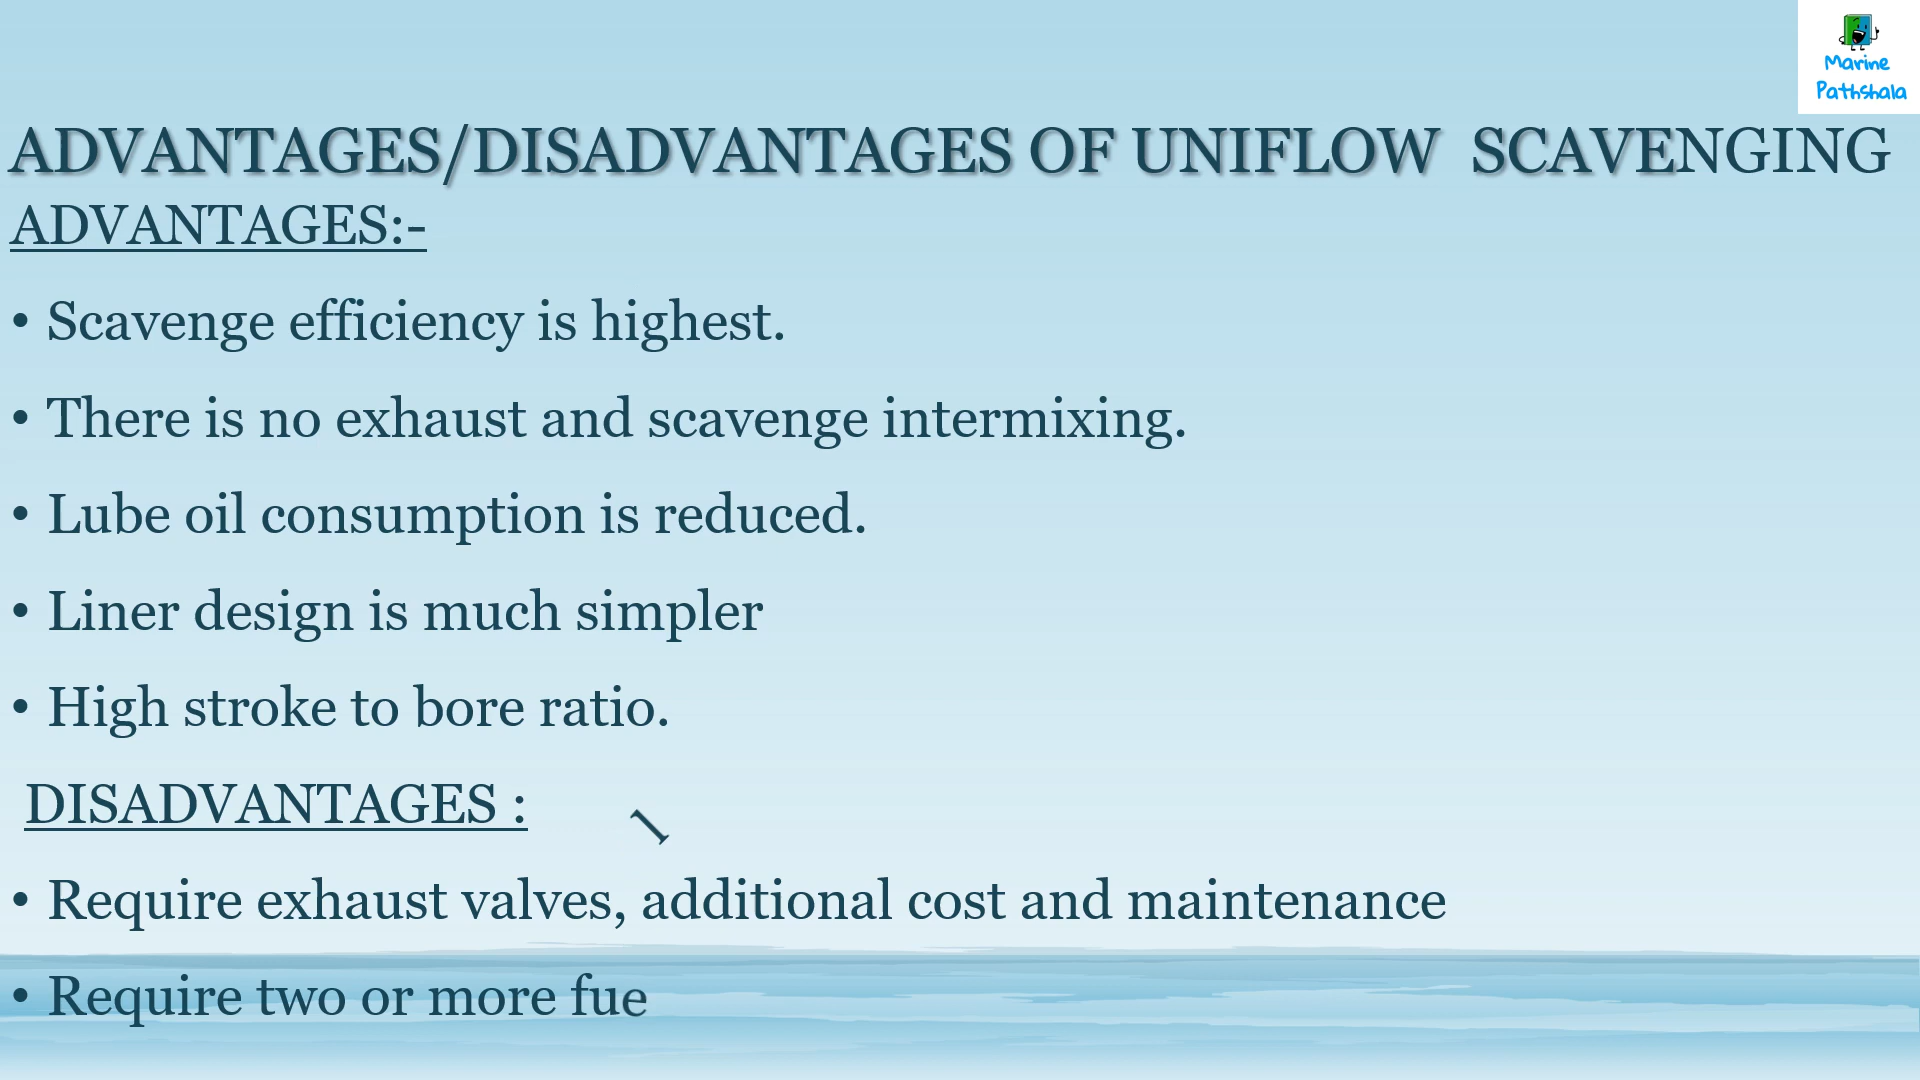 Marine
Pathshala
ADVANTAGES/DISADVANTAGES OF UNIFLOW SCAVENGING
ADVANTAGES:-
• Scavenge efficiency is highest.
• There is no exhaust and scavenge intermixing.
• Lube oil consumption is reduced.
• Liner design is much simpler
• High stroke to bore ratio.
DISADVANTAGES :
• Require exhaust valves, additional cost and maintenance
• Require two or more fuel